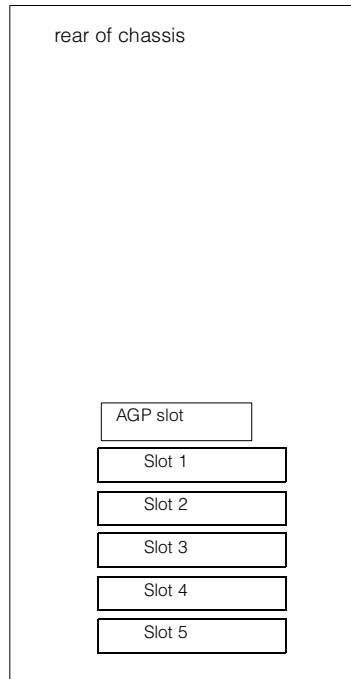 rear of chassis
AGP slot
Slot 1
Slot 2
Slot 3
Slot 4
Slot 5